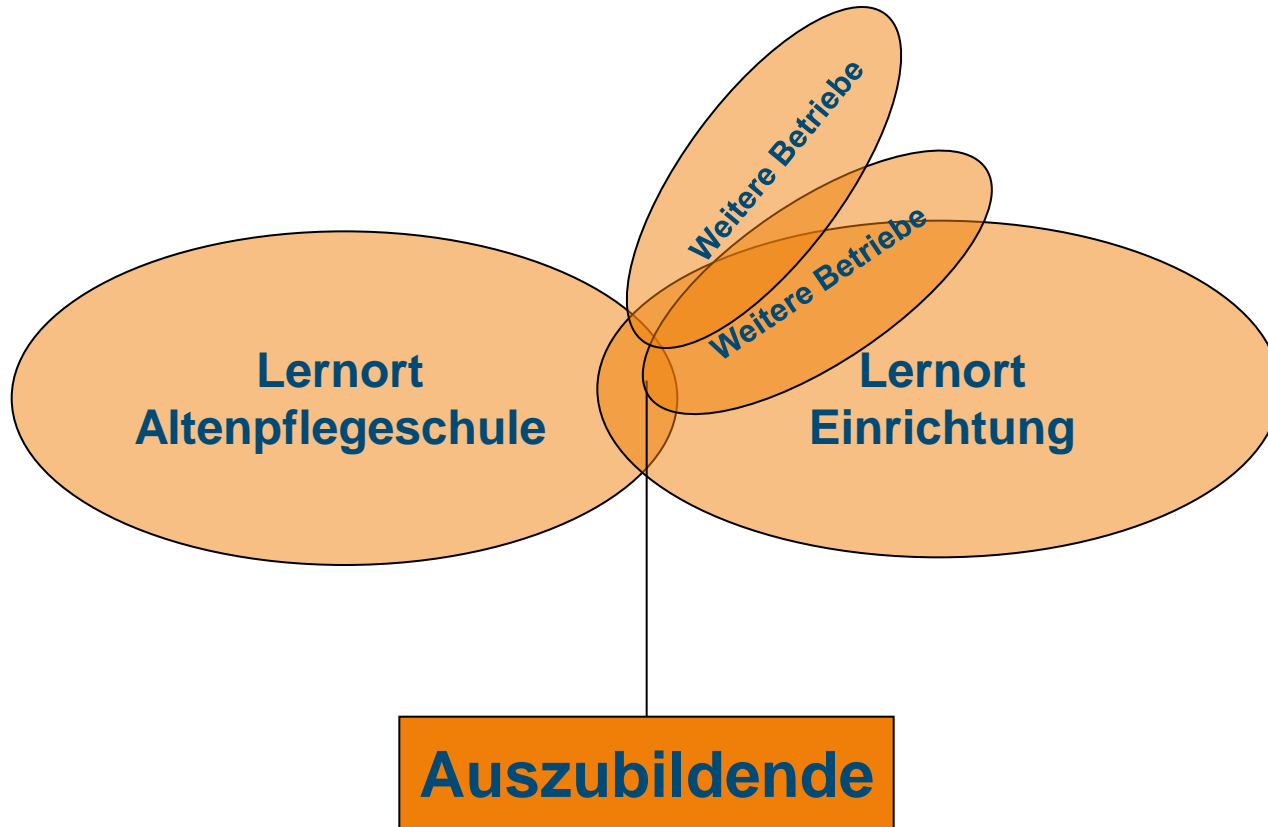 Weitere Betriebe
Weitere Betriebe
Lernort
Altenpflegeschule
Lernort
Einrichtung
Auszubildende